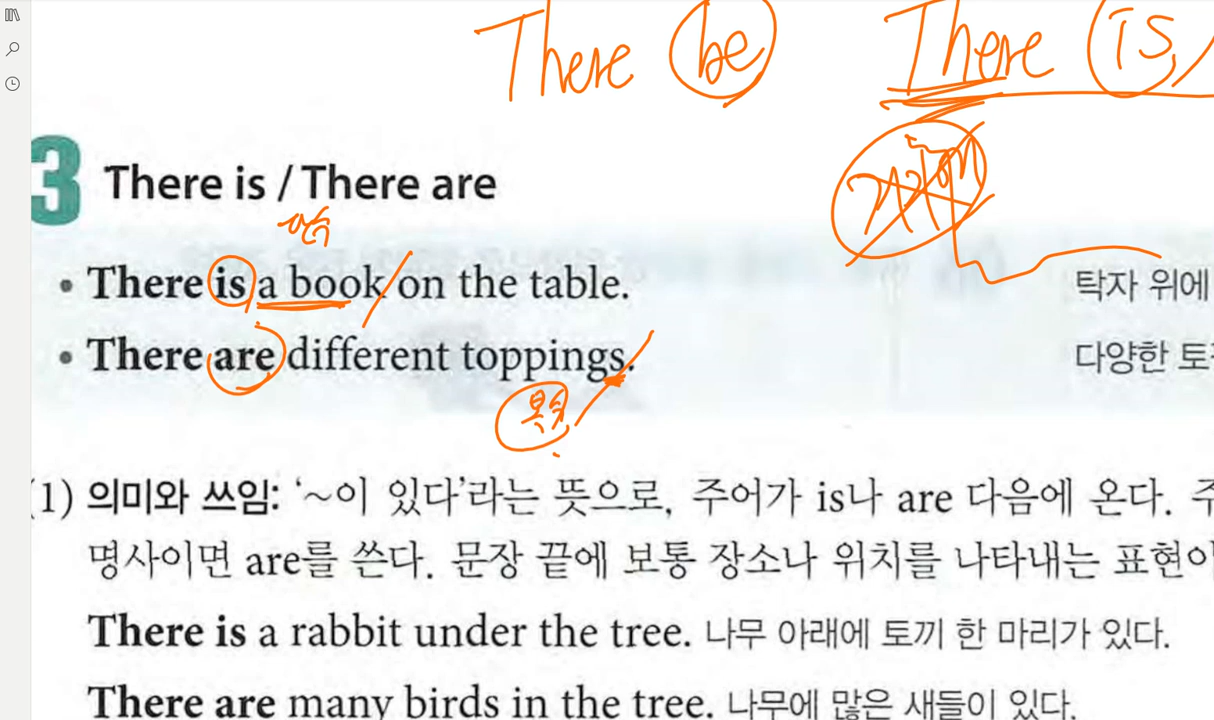 There be There is,
3 There is / There are
• There is a book on the table. 탁자 위에
• There are different toppings. 다양한 토
(1) 의미와 쓰임: ‘~이 있다’라는 뜻으로, 주어가 is나 are 다음에 온다. 주
명사이면 are를 쓴다. 문장 끝에 보통 장소나 위치를 나타내는 표현이
There is a rabbit under the tree. 나무 아래에 토끼 한 마리가 있다.
There are many birds in the tree. 나무에 많은 새들이 있다.